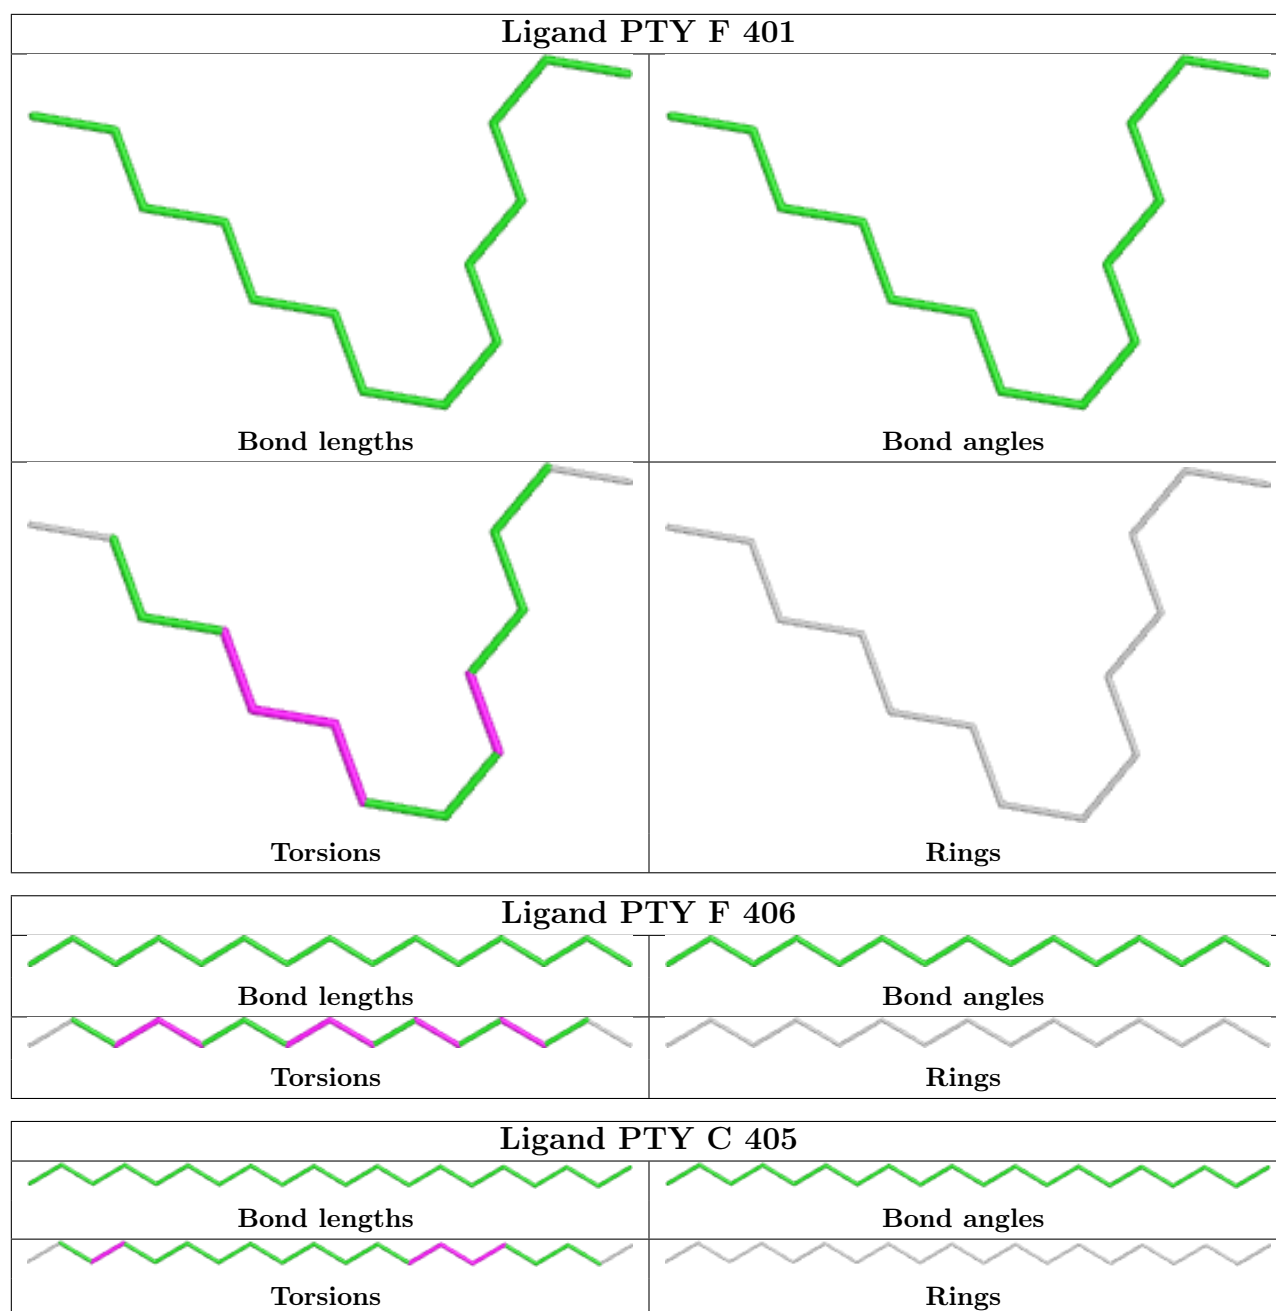 Ligand PTY F 401
Bond lengths
Bond angles
Torsions
Rings
Ligand PTY F 406
Bond lengths
Bond angles
Torsions
Rings
Ligand PTY C 405
Bond lengths
Bond angles
Torsions
Rings